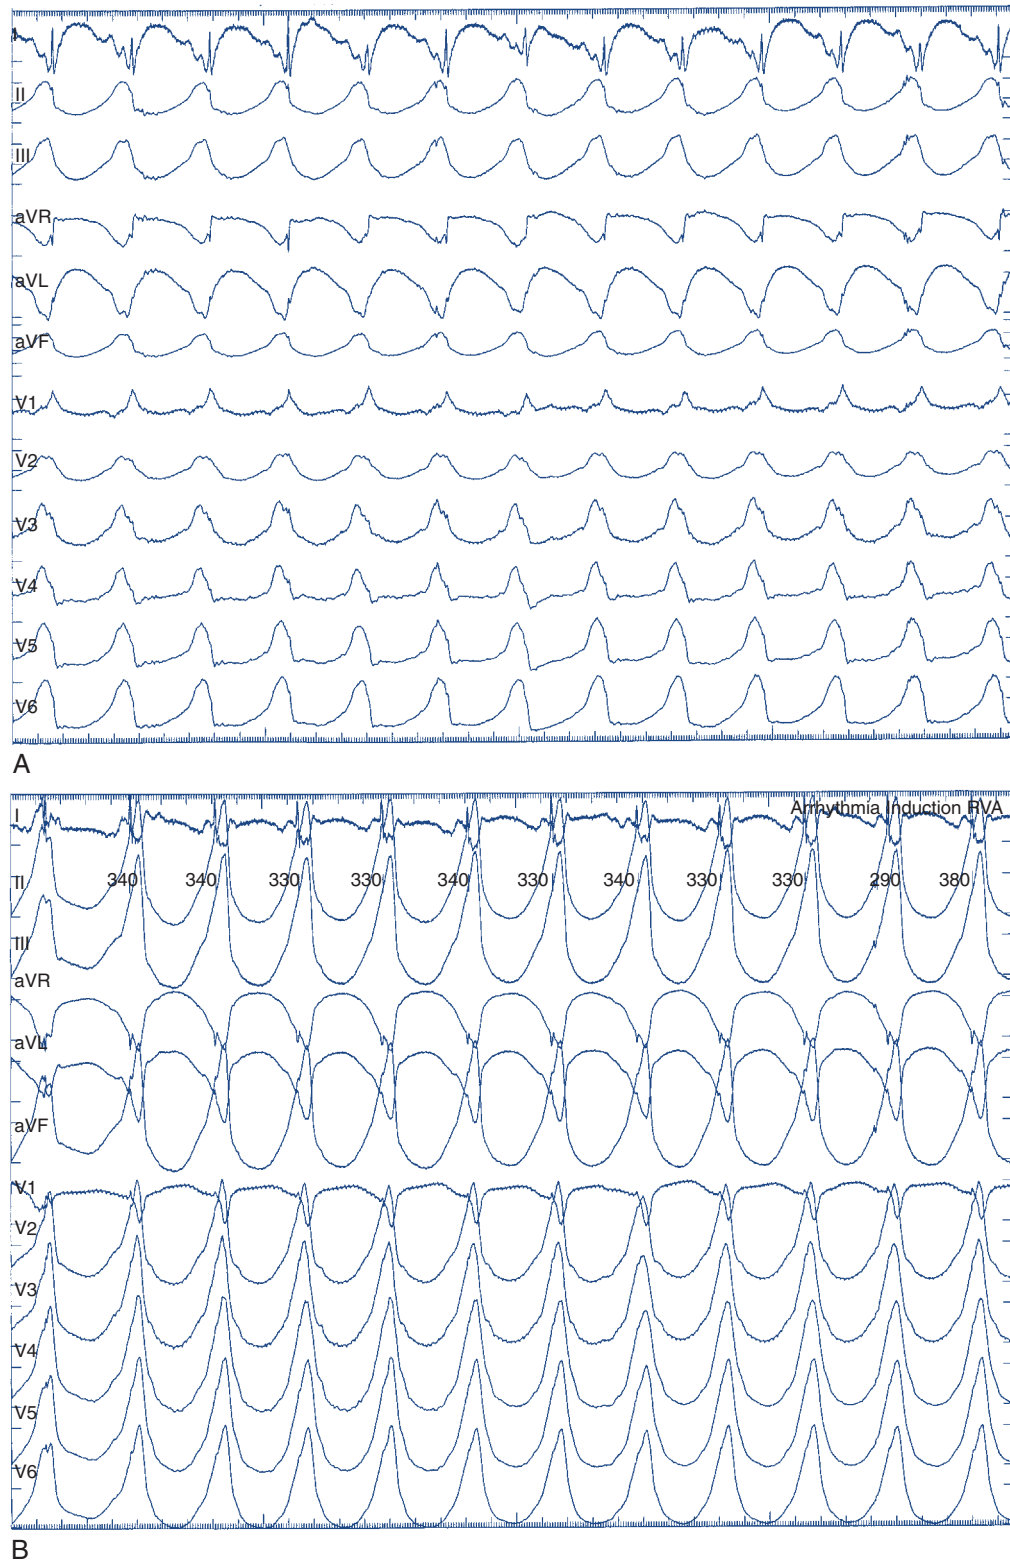 I
II
III
aVR
aVL
aVF
V1
V2
V3
V4
V5
V6
A
I
Arrhythmia Induction RVA
II
340 340 330 330 340 330 340 330 330 290 380
III
aVR
aVL
aVF
V1
V2
V3
V4
V5
V6
B